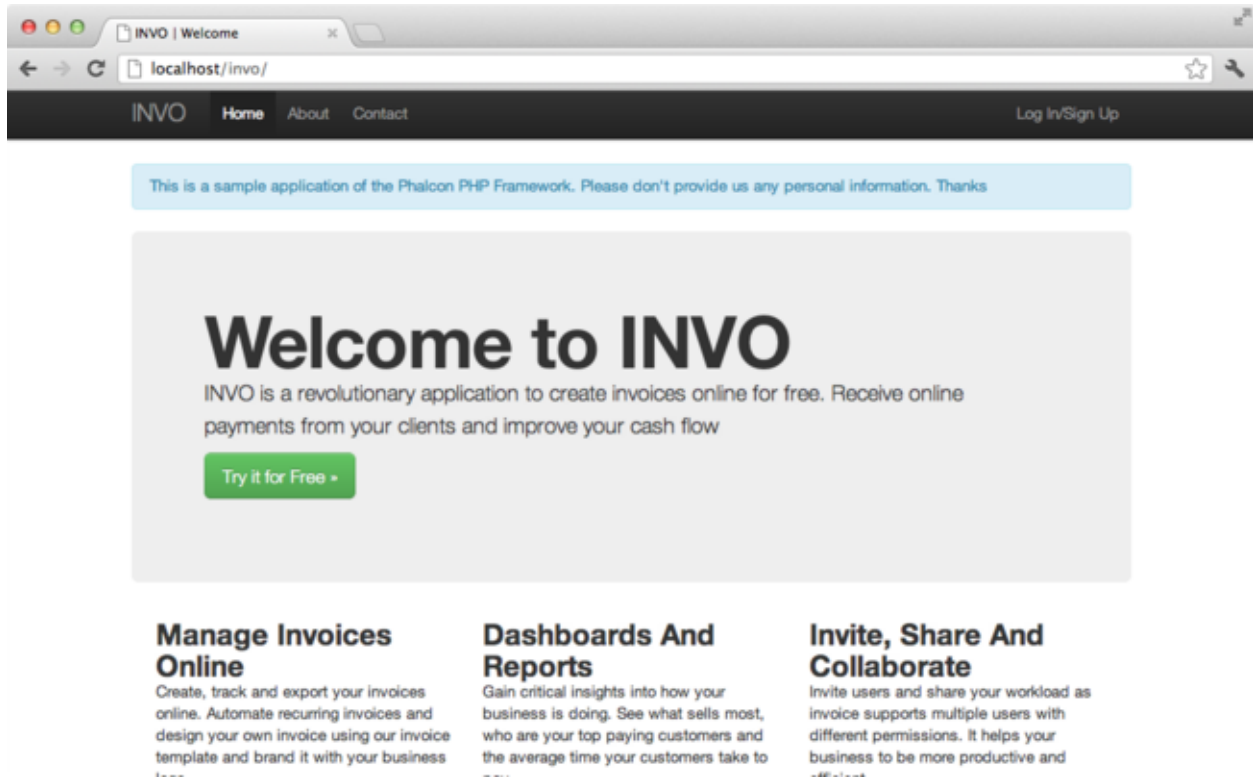 INVO | Welcome
localhost/invo/
INVO Home About Contact Log In/Sign Up
This is a sample application of the Phalcon PHP Framework. Please don't provide us any personal information. Thanks
Welcome to INVO
INVO is a revolutionary application to create invoices online for free. Receive online
payments from your clients and improve your cash flow
Try it for Free »
Manage Invoices
Online
Create, track and export your invoices
online. Automate recurring invoices and
design your own invoice using our invoice
template and brand it with your business
Dashboards And
Reports
Gain critical insights into how your
business is doing. See what sells most,
who are your top paying customers and
the average time your customers take to
Invite, Share And
Collaborate
Invite users and share your workload as
invoice supports multiple users with
different permissions. It helps your
business to be more productive and